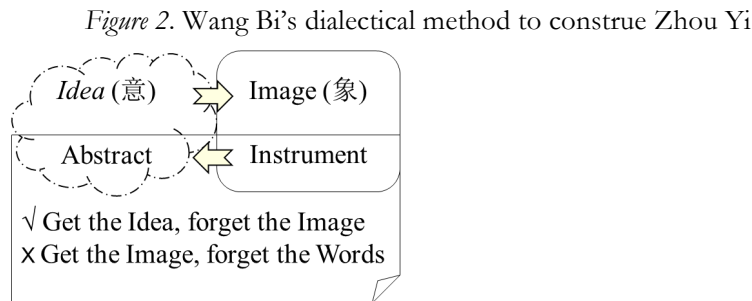 Figure 2. Wang Bi's dialectical method to construe Zhou Yi
Idea (意) Image (象)
Abstract Instrument
√ Get the Idea, forget the Image
x Get the Image, forget the Words